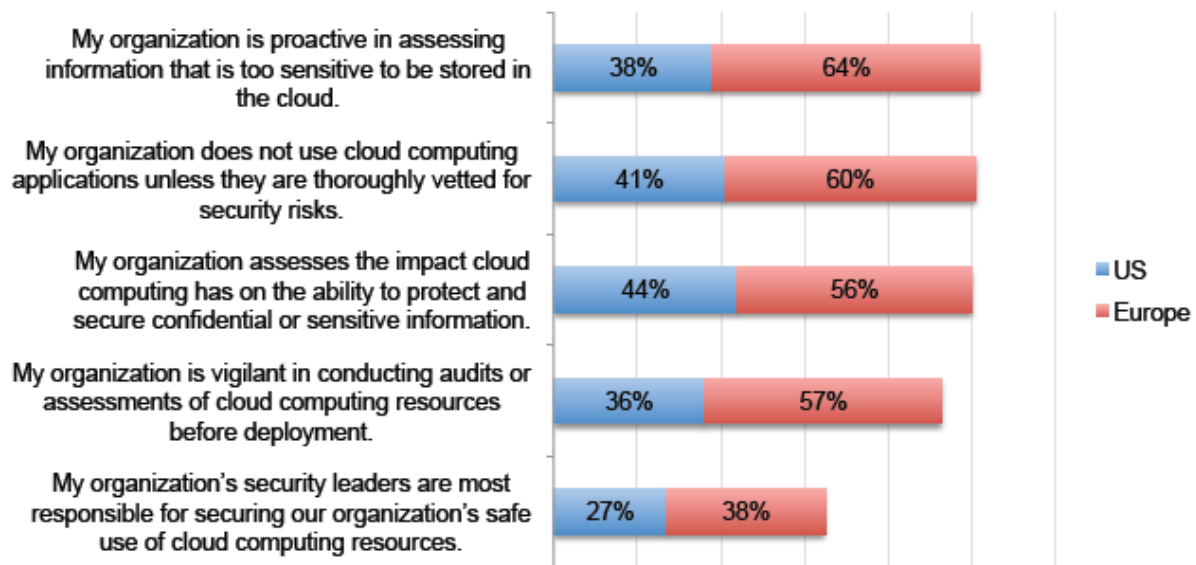 My organization is proactive in assessing
information that is too sensitive to be stored in
the cloud.
38% 64%
My organization does not use cloud computing
applications unless they are thoroughly vetted for
security risks.
41% 60%
My organization assesses the impact cloud
computing has on the ability to protect and
secure confidential or sensitive information.
44% 56%
My organization is vigilant in conducting audits or
assessments of cloud computing resources
before deployment.
36% 57%
My organization’s security leaders are most
responsible for securing our organization’s safe
use of cloud computing resources.
27% 38%
US
Europe